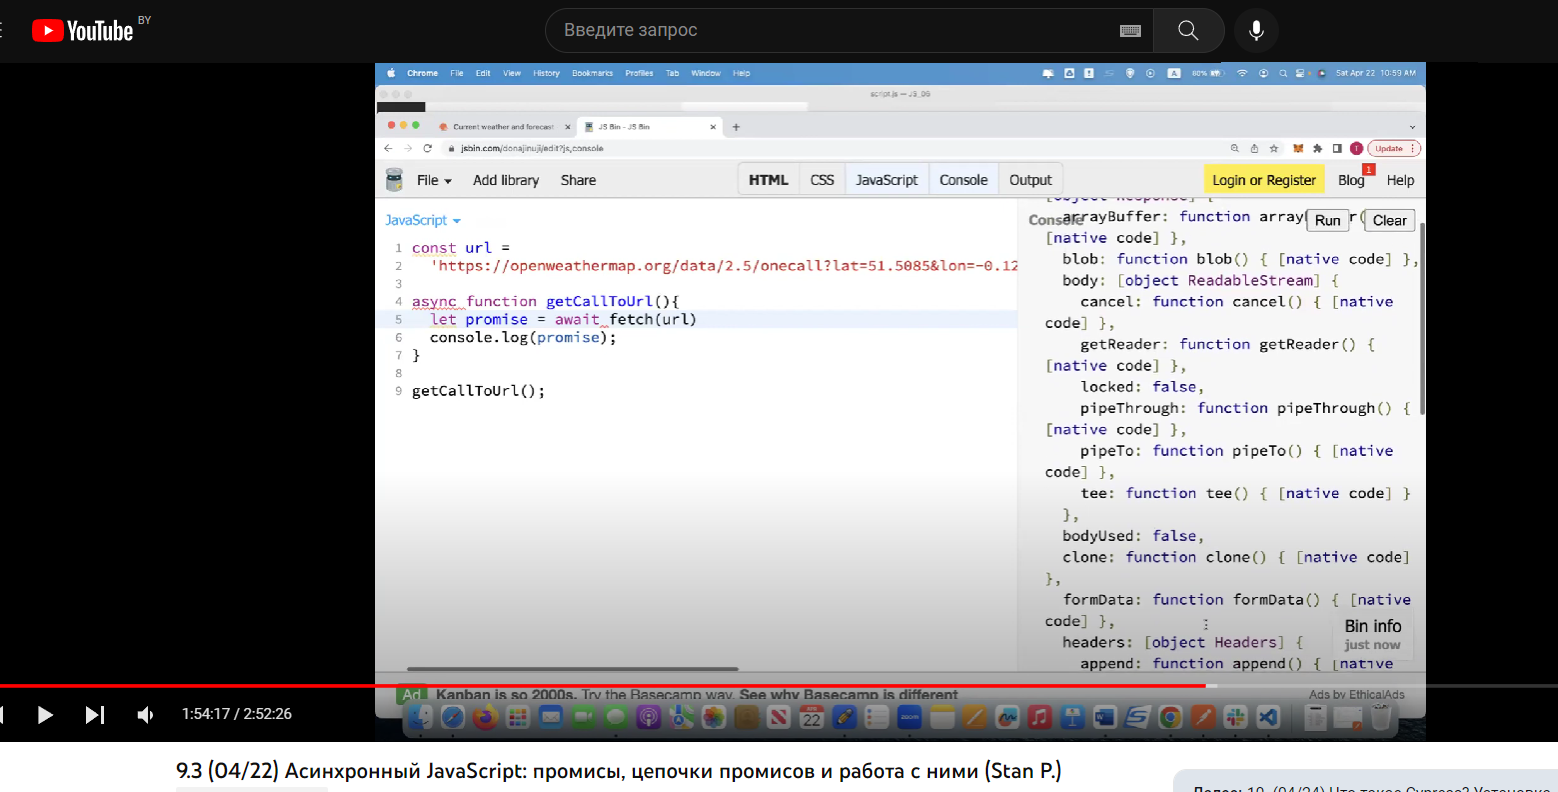 YouTube BY
Введите запрос
Chrome File Edit View History Bookmarks Profiles Tab Window Help
80% Sat Apr 22 10:59 AM
script.js — JS_06
Current weather and forecast
JS Bin - JS Bin
jsbin.com/donajinuji/edit?js,console
Update
File Add library Share
HTML CSS JavaScript Console Output
Login or Register Blog 1 Help
JavaScript
1 const url =
2 'https://openweathermap.org/data/2.5/onecall?lat=51.5085&lon=-0.12
3
4 async function getCallToUrl(){
5 let promise = await fetch(url)
6 console.log(promise);
7 }
8
9 getCallToUrl();
Console
Run Clear
[object Response] {
arrayBuffer: function
[native code] },
blob: function blob() { [native code] },
body: [object ReadableStream] {
cancel: function cancel() { [native
code] },
getReader: function getReader() {
[native code] },
locked: false,
pipeThrough: function pipeThrough() {
[native code] },
pipeTo: function pipeTo() { [native
code] },
tee: function tee() { [native code] }
},
bodyUsed: false,
clone: function clone() { [native code]
},
formData: function formData() { [native
code] },
headers: [object Headers] {
append: function append() { [native
Bin info
just now
Ad Kanban is so 2000s. Try the Basecamp way. See why Basecamp is different
Ads by EthicalAds
APR
22
ZOOM
1:54:17 / 2:52:26
9.3 (04/22) Асинхронный JavaScript: промисы, цепочки промисов и работа с ними (Stan P.)
Далее: 10. (04/24) Что такое Cypress? Установка